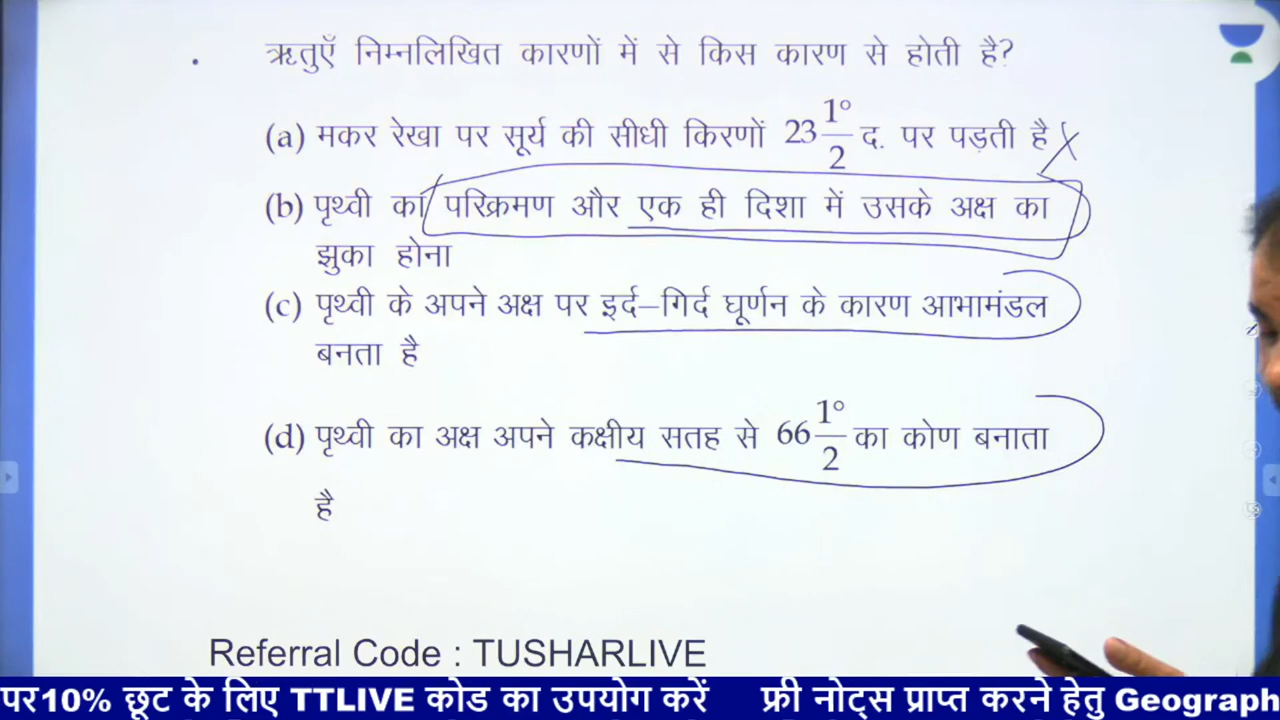 . ऋतुएँ निम्नलिखित कारणों में से किस कारण से होती है?
(a) मकर रेखा पर सूर्य की सीधी किरणों 23 1°/2 द. पर पड़ती है
(b) पृथ्वी का परिक्रमण और एक ही दिशा में उसके अक्ष का
झुका होना
(c) पृथ्वी के अपने अक्ष पर इर्द–गिर्द घूर्णन के कारण आभामंडल
बनता है
(d) पृथ्वी का अक्ष अपने कक्षीय सतह से 66 1°/2 का कोण बनाता
है
Referral Code : TUSHARLIVE
पर10% छूट के लिए TTLIVE कोड का उपयोग करें फ्री नोट्स प्राप्त करने हेतु Geograph